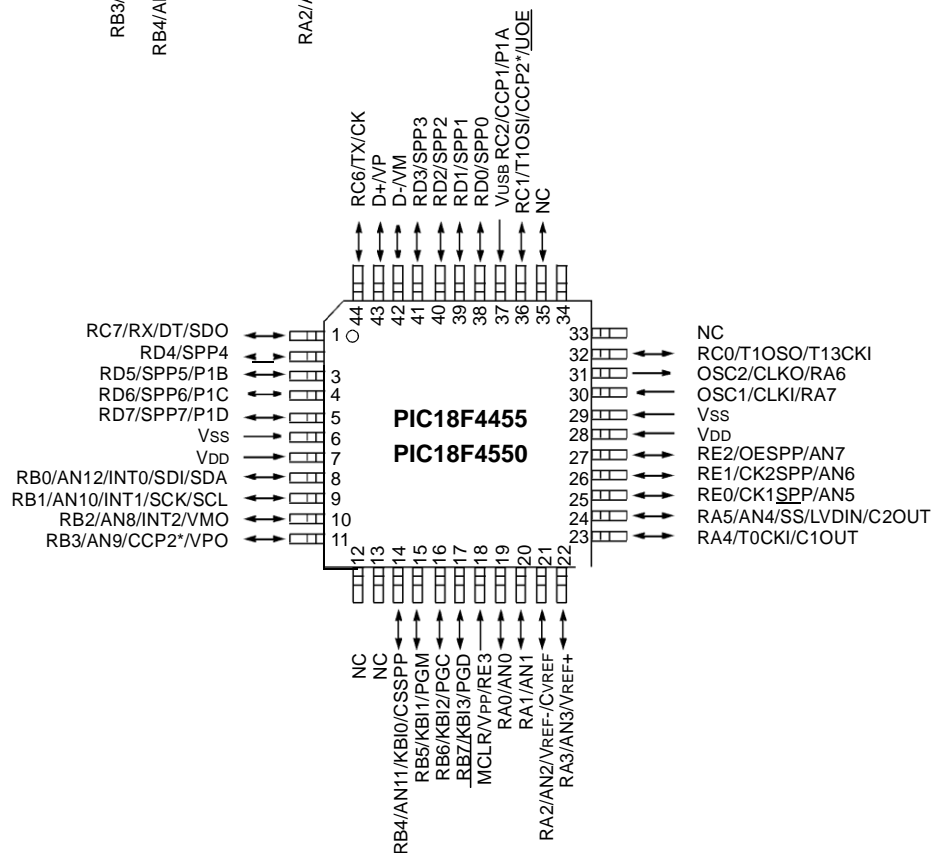 RB3/
RB4/A
RA2/
RC6/TX/CK
D+/VP
D-/VM
RD3/SPP3
RD2/SPP2
RD1/SPP1
RD0/SPP0
VUSB RC2/CCP1/P1A
RC1/T1OSI/CCP2*/UOE
NC
44
43
42
41
40
39
38
37
36
35
34
RC7/RX/DT/SDO
RD4/SPP4
RD5/SPP5/P1B
RD6/SPP6/P1C
RD7/SPP7/P1D
VSS
VDD
RB0/AN12/INT0/SDI/SDA
RB1/AN10/INT1/SCK/SCL
RB2/AN8/INT2/VMO
RB3/AN9/CCP2*/VPO
1
3
4
5
6
7
8
9
10
11
PIC18F4455
PIC18F4550
33
32
31
30
29
28
27
26
25
24
23
NC
RC0/T1OSO/T13CKI
OSC2/CLKO/RA6
OSC1/CLKI/RA7
VSS
VDD
RE2/OESPP/AN7
RE1/CK2SPP/AN6
RE0/CK1SPP/AN5
RA5/AN4/SS/LVDIN/C2OUT
RA4/T0CKI/C1OUT
12
13
14
15
16
17
18
19
20
21
22
NC
NC
RB4/AN11/KBI0/CSSPP
RB5/KBI1/PGM
RB6/KBI2/PGC
RB7/KBI3/PGD
MCLR/VPP/RE3
RA0/AN0
RA1/AN1
RA2/AN2/VREF-/CVREF
RA3/AN3/VREF+